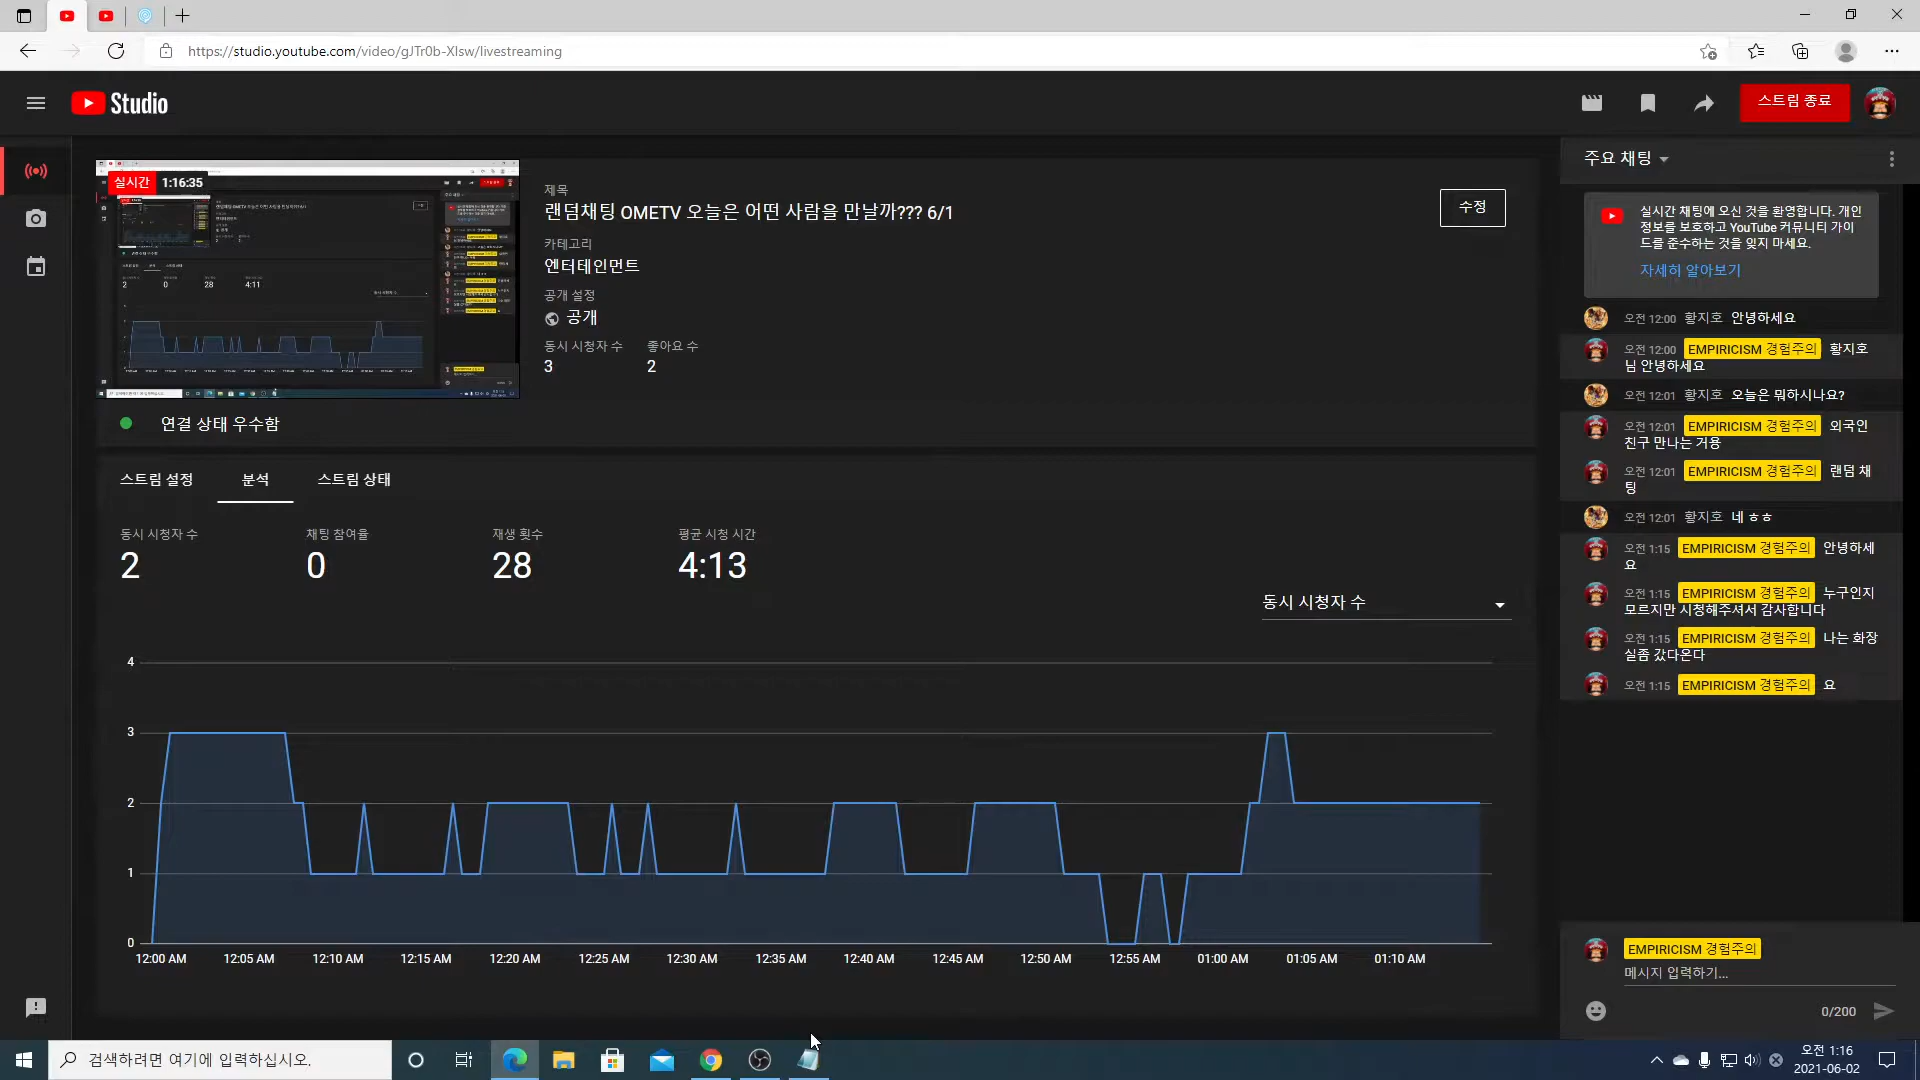 https://studio.youtube.com/video/gJTr0b-XIsw/livestreaming
Studio
스트림 종료
실시간 1:16:35
제목
랜덤채팅 OMETV 오늘은 어떤 사람을 만날까??? 6/1
수정
카테고리
엔터테인먼트
공개 설정
공개
동시 시청자 수 좋아요 수
3 2
연결 상태 우수함
스트림 설정 분석 스트림 상태
동시 시청자 수 채팅 참여율 재생 횟수 평균 시청 시간
2 0 28 4:13
동시 시청자 수
4
3
2
1
0
12:00 AM 12:05 AM 12:10 AM 12:15 AM 12:20 AM 12:25 AM 12:30 AM 12:35 AM 12:40 AM 12:45 AM 12:50 AM 12:55 AM 01:00 AM 01:05 AM 01:10 AM
주요 채팅
실시간 채팅에 오신 것을 환영합니다. 개인
정보를 보호하고 YouTube 커뮤니티 가이
드를 준수하는 것을 잊지 마세요.
자세히 알아보기
오전 12:00 황지호 안녕하세요
오전 12:00 EMPIRICISM 경험주의 황지호
님 안녕하세요
오전 12:01 황지호 오늘은 뭐하시나요?
오전 12:01 EMPIRICISM 경험주의 외국인
친구 만나는 거용
오전 12:01 EMPIRICISM 경험주의 랜덤 채
팅
오전 12:01 황지호 네 ㅎㅎ
오전 1:15 EMPIRICISM 경험주의 안녕하세
요
오전 1:15 EMPIRICISM 경험주의 누구인지
모르지만 시청해주셔서 감사합니다
오전 1:15 EMPIRICISM 경험주의 나는 화장
실좀 갔다온다
오전 1:15 EMPIRICISM 경험주의 요
EMPIRICISM 경험주의
메시지 입력하기...
0/200
검색하려면 여기에 입력하십시오.
오전 1:16
2021-06-02